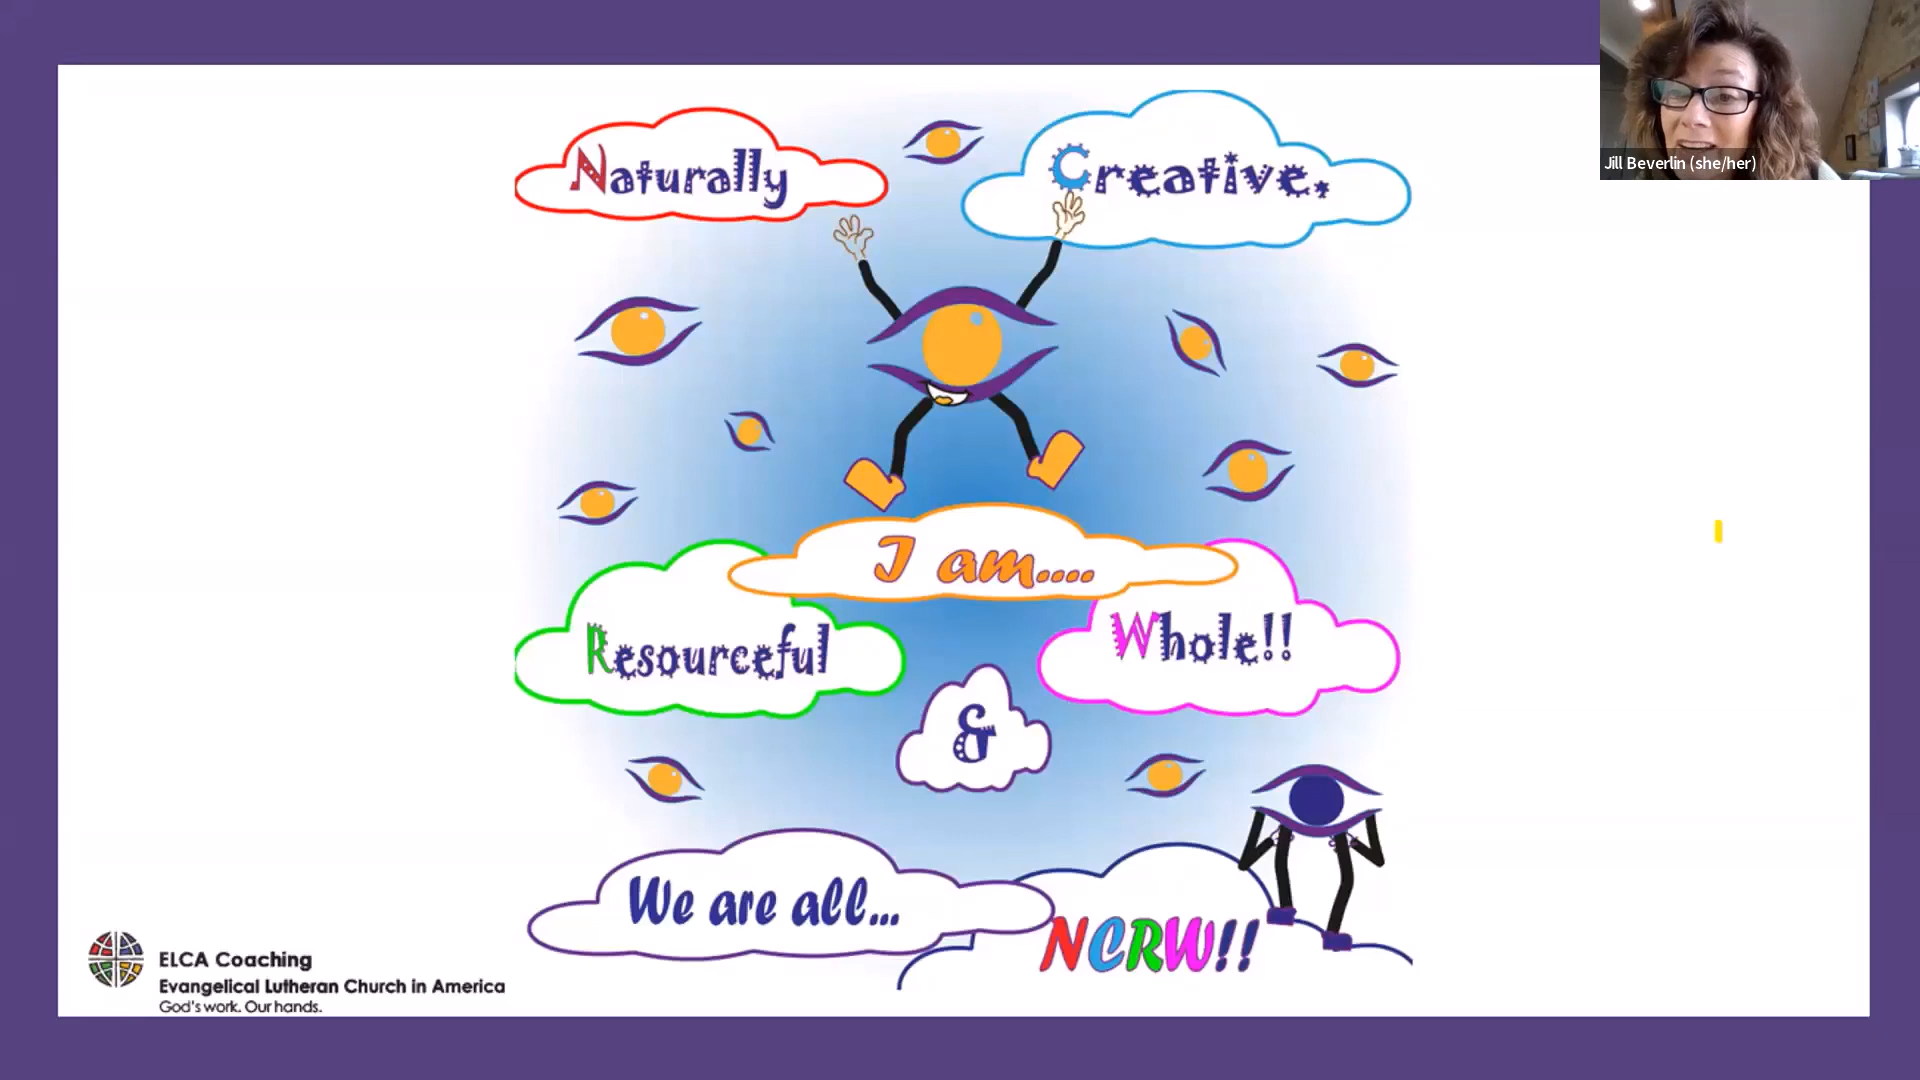 Naturally
Creative,
I am....
Resourceful
Whole!!
&
We are all...
NCRW!!
ELCA Coaching
Evangelical Lutheran Church in America
God's work. Our hands.
Jill Beverlin (she/her)